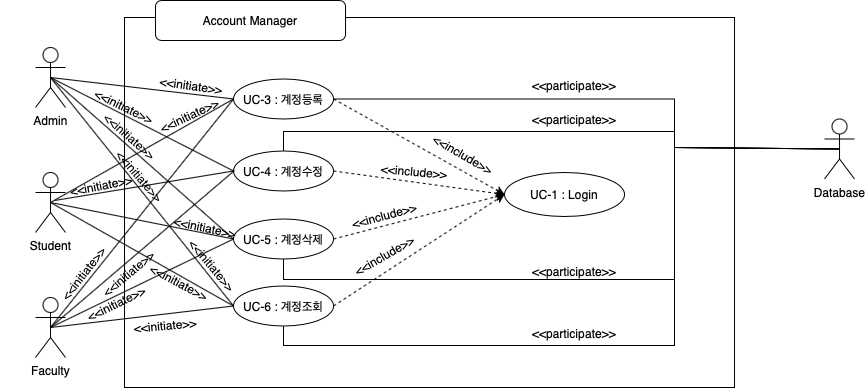 Account Manager
<<initiate>>
UC-3 : 계정등록
<<participate>>
<<initiate>>
<<initiate>>
Admin
<<participate>>
<<initiate>>
<<include>>
UC-4 : 계정수정
<<include>>
<<initiate>>
<<initiate>>
UC-1 : Login
Database
<<include>>
<<initiate>>
Student
UC-5 : 계정삭제
<<include>>
<<initiate>>
<<initiate>>
<<initiate>>
<<initiate>>
<<participate>>
<<initiate>>
UC-6 : 계정조회
<<initiate>>
<<participate>>
Faculty